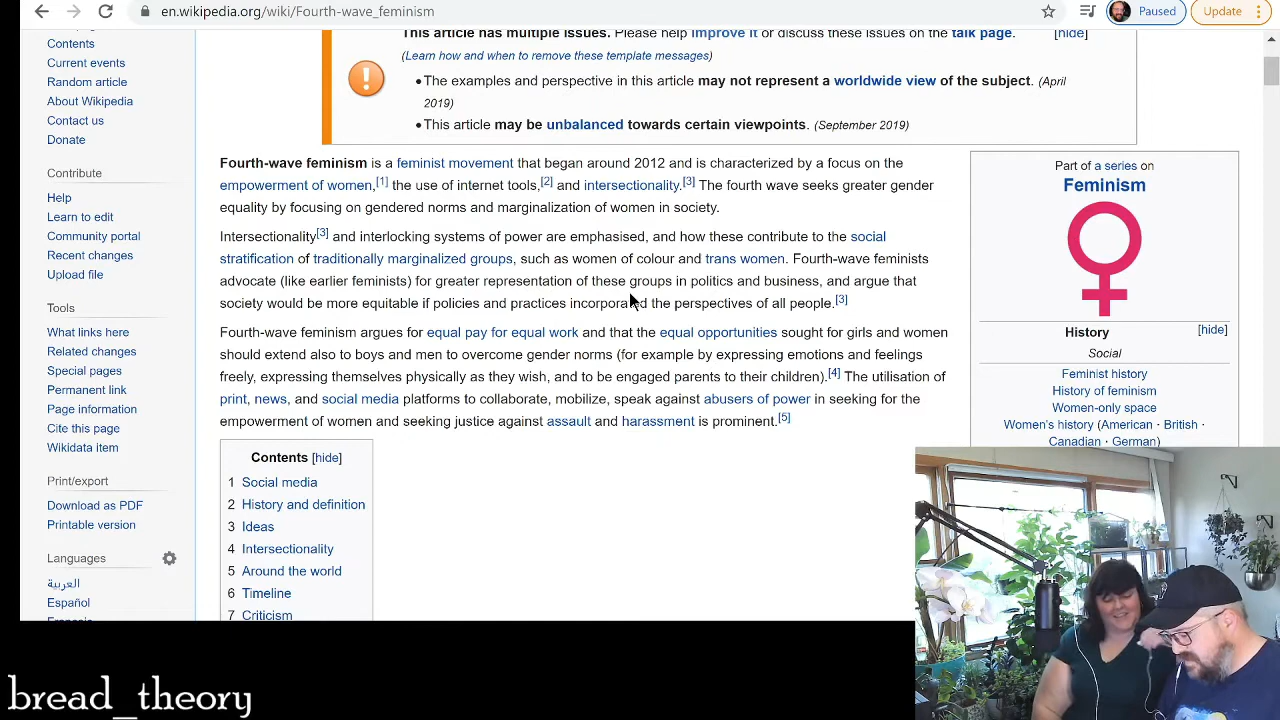 en.wikipedia.org/wiki/Fourth-wave_feminism
Paused
Update
Contents
Current events
Random article
About Wikipedia
Contact us
Donate
Contribute
Help
Learn to edit
Community portal
Recent changes
Upload file
Tools
What links here
Related changes
Special pages
Permanent link
Page information
Cite this page
Wikidata item
Print/export
Download as PDF
Printable version
Languages
العربية
Español
This article has multiple issues. Please help improve it or discuss these issues on the talk page. [hide]
(Learn how and when to remove these template messages)
•The examples and perspective in this article may not represent a worldwide view of the subject. (April
2019)
•This article may be unbalanced towards certain viewpoints. (September 2019)
Fourth-wave feminism is a feminist movement that began around 2012 and is characterized by a focus on the
empowerment of women,[1] the use of internet tools,[2] and intersectionality.[3] The fourth wave seeks greater gender
equality by focusing on gendered norms and marginalization of women in society.
Intersectionality[3] and interlocking systems of power are emphasised, and how these contribute to the social
stratification of traditionally marginalized groups, such as women of colour and trans women. Fourth-wave feminists
advocate (like earlier feminists) for greater representation of these groups in politics and business, and argue that
society would be more equitable if policies and practices incorporated the perspectives of all people.[3]
Fourth-wave feminism argues for equal pay for equal work and that the equal opportunities sought for girls and women
should extend also to boys and men to overcome gender norms (for example by expressing emotions and feelings
freely, expressing themselves physically as they wish, and to be engaged parents to their children).[4] The utilisation of
print, news, and social media platforms to collaborate, mobilize, speak against abusers of power in seeking for the
empowerment of women and seeking justice against assault and harassment is prominent.[5]
Contents [hide]
1 Social media
2 History and definition
3 Ideas
4 Intersectionality
5 Around the world
6 Timeline
7 Criticism
Part of a series on
Feminism
History [hide]
Social
Feminist history
History of feminism
Women-only space
Women's history (American · British ·
Canadian · German)
bread_theory